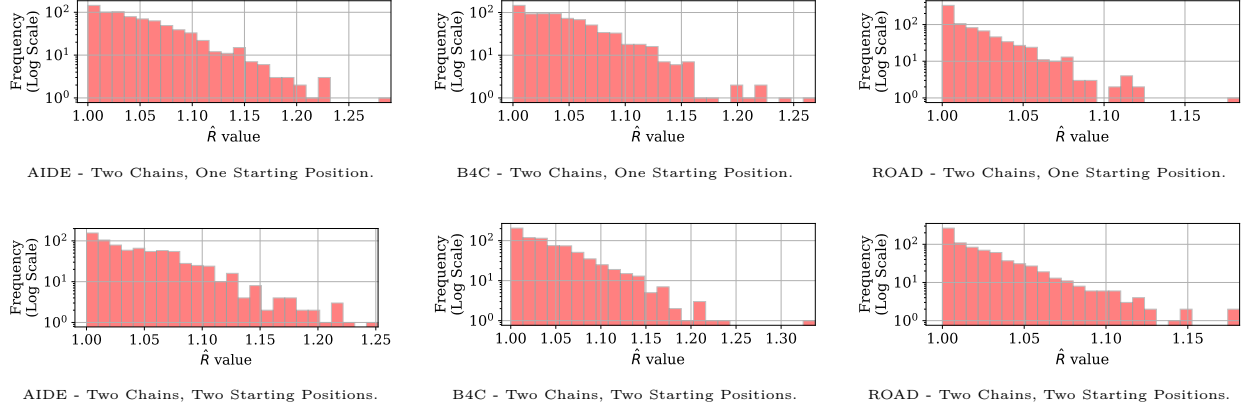 Frequency
(Log Scale)
10²
10¹
10⁰
1.00 1.05 1.10 1.15 1.20 1.25
R̂ value
AIDE - Two Chains, One Starting Position.
Frequency
(Log Scale)
10²
10¹
10⁰
1.00 1.05 1.10 1.15 1.20 1.25
R̂ value
B4C - Two Chains, One Starting Position.
Frequency
(Log Scale)
10²
10¹
10⁰
1.00 1.05 1.10 1.15
R̂ value
ROAD - Two Chains, One Starting Position.
Frequency
(Log Scale)
10²
10¹
10⁰
1.00 1.05 1.10 1.15 1.20 1.25
R̂ value
AIDE - Two Chains, Two Starting Positions.
Frequency
(Log Scale)
10²
10¹
10⁰
1.00 1.05 1.10 1.15 1.20 1.25 1.30
R̂ value
B4C - Two Chains, Two Starting Positions.
Frequency
(Log Scale)
10²
10¹
10⁰
1.00 1.05 1.10 1.15
R̂ value
ROAD - Two Chains, Two Starting Positions.